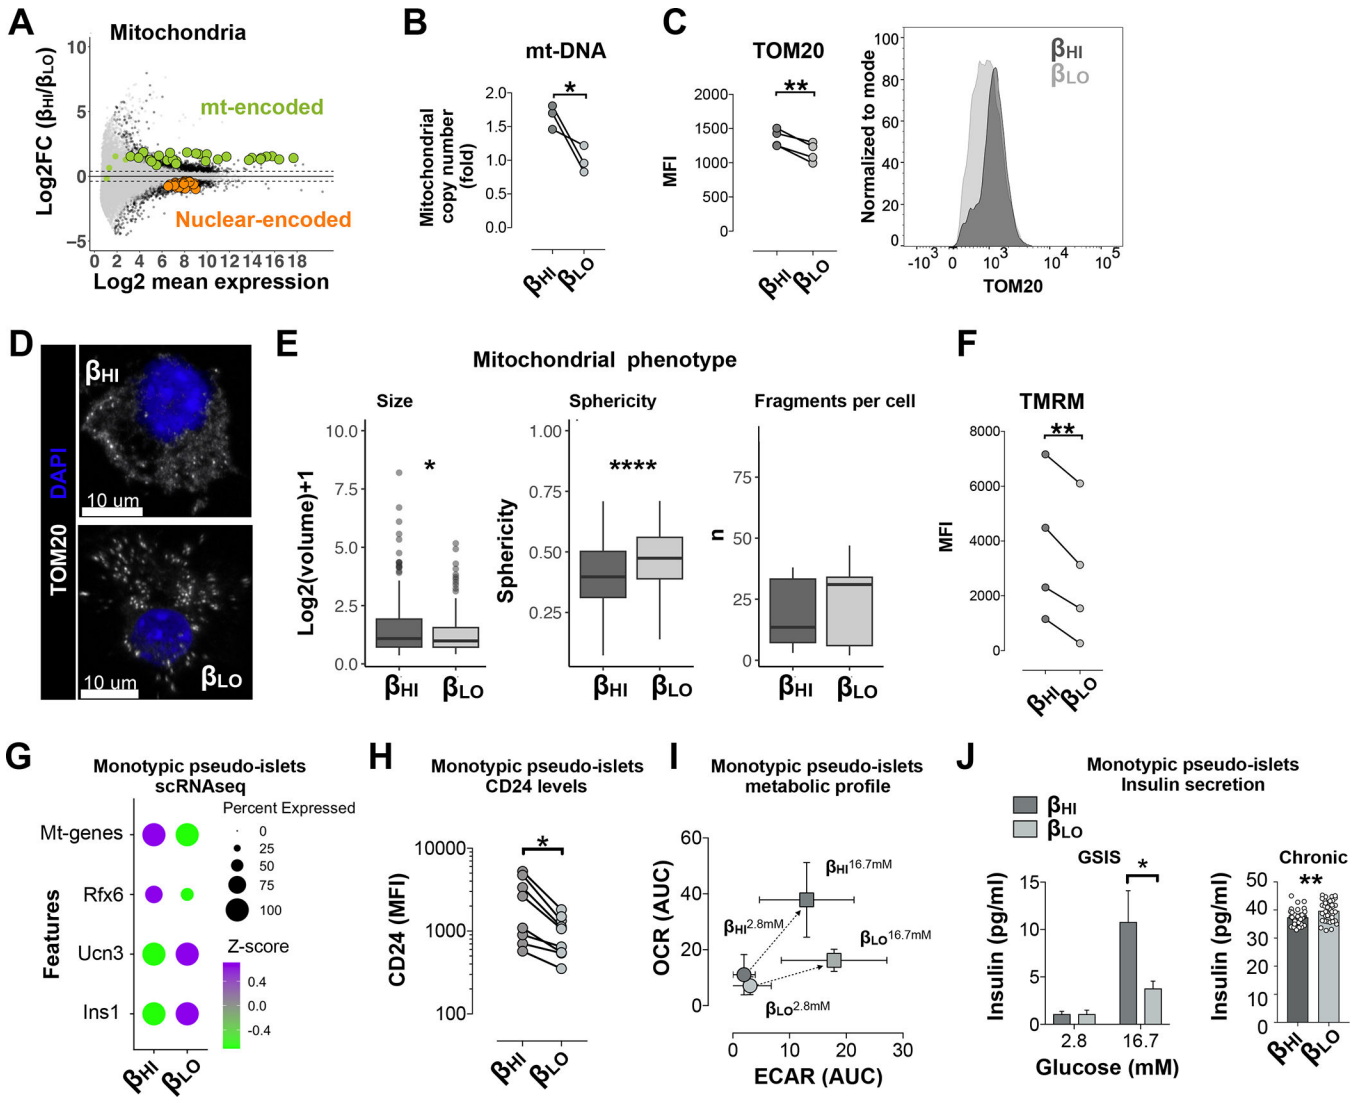 A
Mitochondria
Log2FC (βHI/βLO)
10
5
0
−5
mt-encoded
Nuclear-encoded
0 2 4 6 8 10 12 14 16 18
Log2 mean expression
B
mt-DNA
*
Mitochondrial
copy number
(fold)
2.0
1.5
1.0
0.5
0.0
βHI βLO
C
TOM20
**
MFI
2000
1500
1000
500
0
βHI βLO
Normalized to mode
100
80
60
40
20
0
βHI
βLO
-10³ 0 10³ 10⁴ 10⁵
TOM20
D
TOM20 DAPI
βHI
10 um
10 um
βLO
E
Mitochondrial phenotype
Size
Log2(volume)+1
10.0
7.5
5.0
2.5
0.0
*
βHI βLO
Sphericity
Sphericity
1.00
0.75
0.50
0.25
****
βHI βLO
Fragments per cell
n
75
50
25
0
βHI βLO
F
TMRM
**
MFI
8000
6000
4000
2000
0
βHI βLO
G
Monotypic pseudo-islets
scRNAseq
Features
Mt-genes
Rfx6
Ucn3
Ins1
βHI βLO
Percent Expressed
0
25
50
75
100
Z-score
0.4
0.0
-0.4
H
Monotypic pseudo-islets
CD24 levels
*
CD24 (MFI)
10000
1000
100
βHI βLO
I
Monotypic pseudo-islets
metabolic profile
OCR (AUC)
60
40
20
0
βHI16.7mM
βHI2.8mM
βLO16.7mM
βLO2.8mM
0 10 20 30
ECAR (AUC)
J
Monotypic pseudo-islets
Insulin secretion
βHI
βLO
GSIS
*
Insulin (pg/ml)
15
10
5
0
2.8 16.7
Glucose (mM)
Chronic
**
Insulin (pg/ml)
50
40
30
20
10
0
βHI βLO